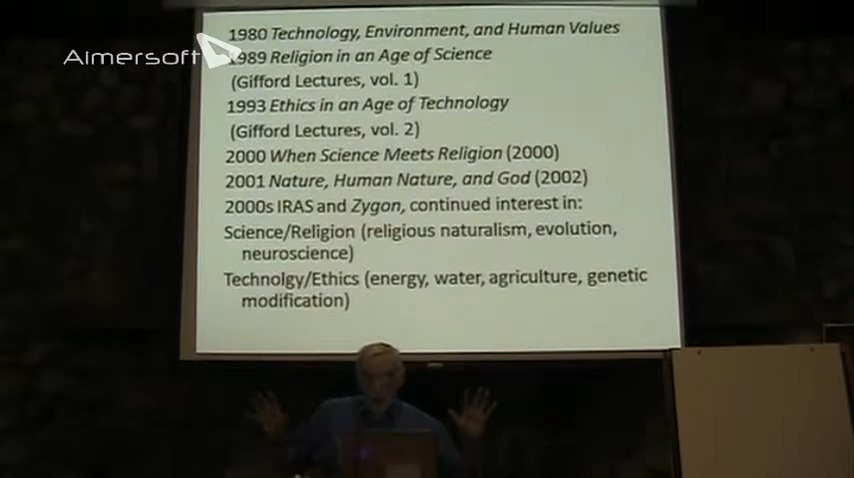 Aimersoft
1980 Technology, Environment, and Human Values
1989 Religion in an Age of Science
(Gifford Lectures, vol. 1)
1993 Ethics in an Age of Technology
(Gifford Lectures, vol. 2)
2000 When Science Meets Religion (2000)
2001 Nature, Human Nature, and God (2002)
2000s IRAS and Zygon, continued interest in:
Science/Religion (religious naturalism, evolution,
neuroscience)
Technolgy/Ethics (energy, water, agriculture, genetic
modification)